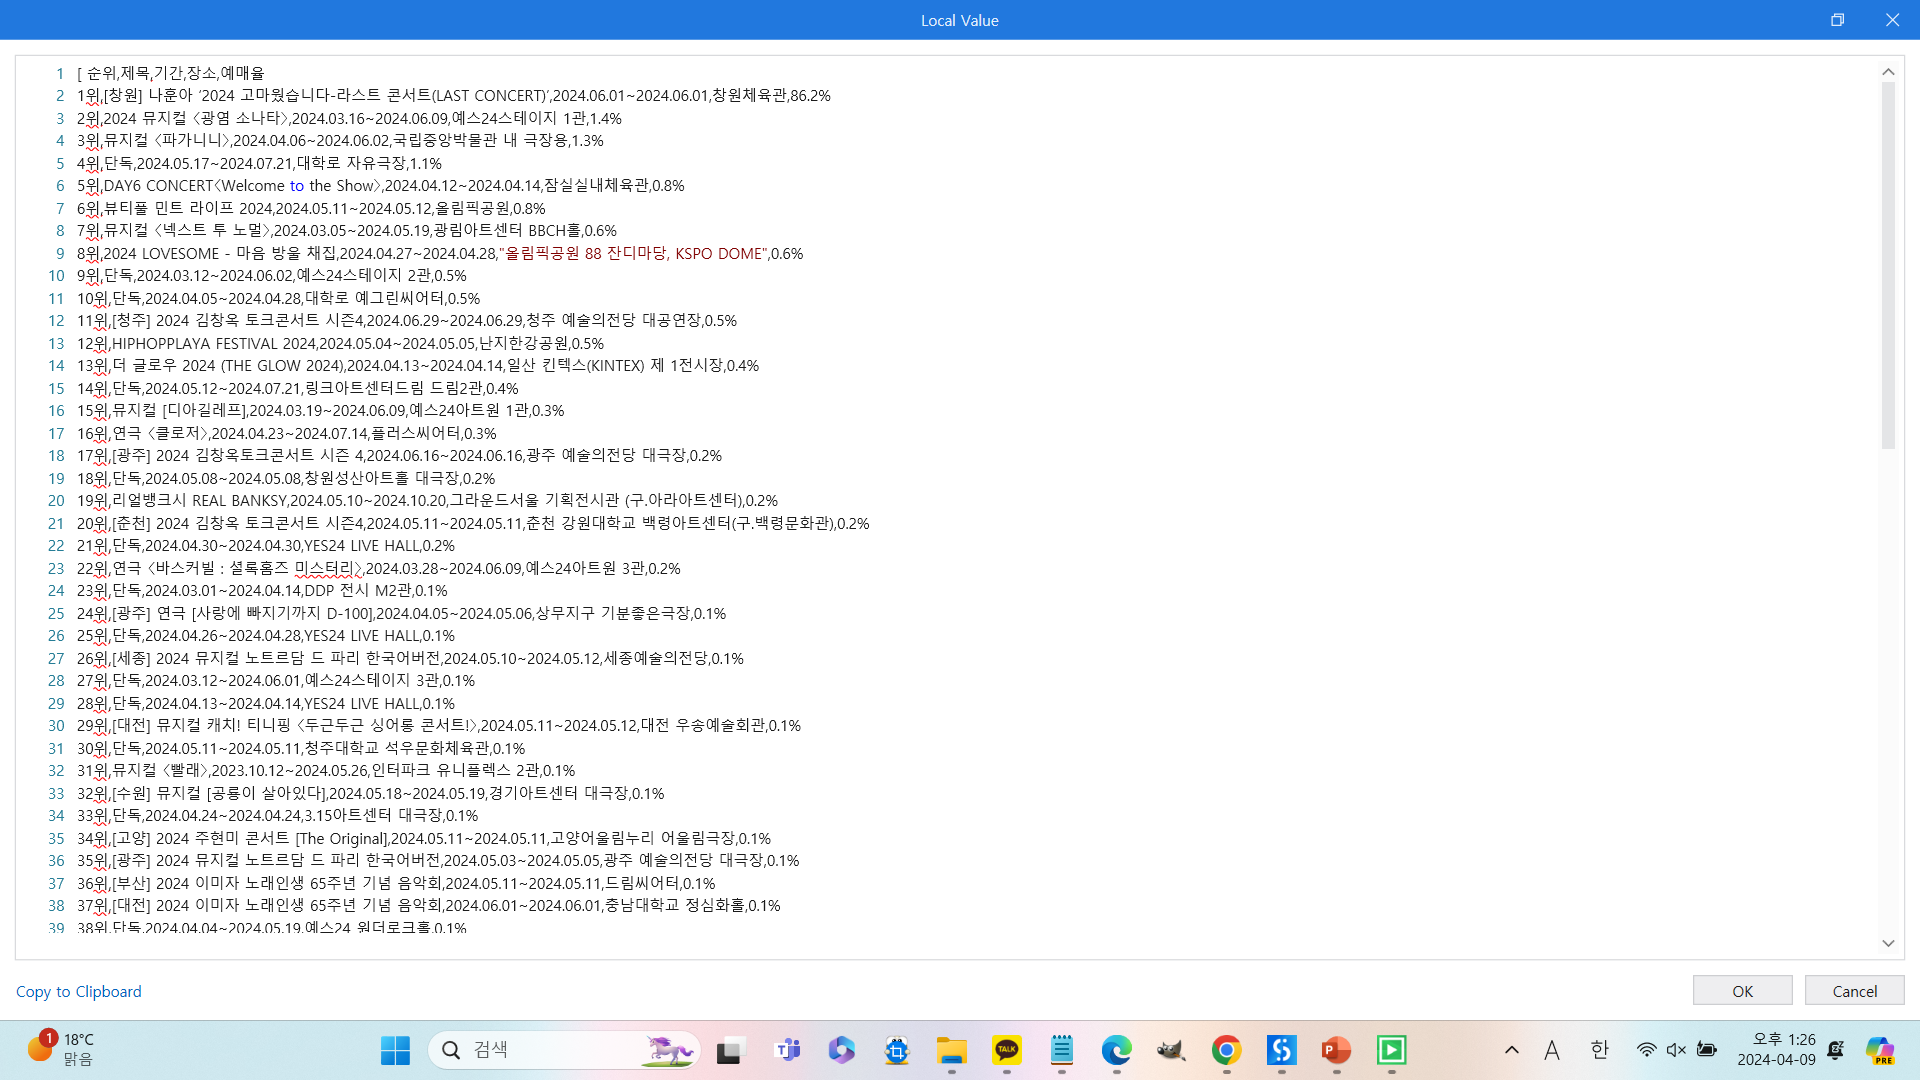 Local Value
1 [ 순위,제목,기간,장소,예매율
2 1위,[창원] 나훈아 ‘2024 고마웠습니다-라스트 콘서트(LAST CONCERT)’,2024.06.01~2024.06.01,창원체육관,86.2%
3 2위,2024 뮤지컬 〈광염 소나타〉,2024.03.16~2024.06.09,예스24스테이지 1관,1.4%
4 3위,뮤지컬 〈파가니니〉,2024.04.06~2024.06.02,국립중앙박물관 내 극장용,1.3%
5 4위,단독,2024.05.17~2024.07.21,대학로 자유극장,1.1%
6 5위,DAY6 CONCERT〈Welcome to the Show〉,2024.04.12~2024.04.14,잠실실내체육관,0.8%
7 6위,뷰티풀 민트 라이프 2024,2024.05.11~2024.05.12,올림픽공원,0.8%
8 7위,뮤지컬 〈넥스트 투 노멀〉,2024.03.05~2024.05.19,광림아트센터 BBCH홀,0.6%
9 8위,2024 LOVESOME - 마음 방울 채집,2024.04.27~2024.04.28,"올림픽공원 88 잔디마당, KSPO DOME",0.6%
10 9위,단독,2024.03.12~2024.06.02,예스24스테이지 2관,0.5%
11 10위,단독,2024.04.05~2024.04.28,대학로 예그린씨어터,0.5%
12 11위,[청주] 2024 김창옥 토크콘서트 시즌4,2024.06.29~2024.06.29,청주 예술의전당 대공연장,0.5%
13 12위,HIPHOPPLAYA FESTIVAL 2024,2024.05.04~2024.05.05,난지한강공원,0.5%
14 13위,더 글로우 2024 (THE GLOW 2024),2024.04.13~2024.04.14,일산 킨텍스(KINTEX) 제 1전시장,0.4%
15 14위,단독,2024.05.12~2024.07.21,링크아트센터드림 드림2관,0.4%
16 15위,뮤지컬 [디아길레프],2024.03.19~2024.06.09,예스24아트원 1관,0.3%
17 16위,연극 〈클로저〉,2024.04.23~2024.07.14,플러스씨어터,0.3%
18 17위,[광주] 2024 김창옥토크콘서트 시즌 4,2024.06.16~2024.06.16,광주 예술의전당 대극장,0.2%
19 18위,단독,2024.05.08~2024.05.08,창원성산아트홀 대극장,0.2%
20 19위,리얼뱅크시 REAL BANKSY,2024.05.10~2024.10.20,그라운드서울 기획전시관 (구.아라아트센터),0.2%
21 20위,[춘천] 2024 김창옥 토크콘서트 시즌4,2024.05.11~2024.05.11,춘천 강원대학교 백령아트센터(구.백령문화관),0.2%
22 21위,단독,2024.04.30~2024.04.30,YES24 LIVE HALL,0.2%
23 22위,연극 〈바스커빌 : 셜록홈즈 미스터리〉,2024.03.28~2024.06.09,예스24아트원 3관,0.2%
24 23위,단독,2024.03.01~2024.04.14,DDP 전시 M2관,0.1%
25 24위,[광주] 연극 [사랑에 빠지기까지 D-100],2024.04.05~2024.05.06,상무지구 기분좋은극장,0.1%
26 25위,단독,2024.04.26~2024.04.28,YES24 LIVE HALL,0.1%
27 26위,[세종] 2024 뮤지컬 노트르담 드 파리 한국어버전,2024.05.10~2024.05.12,세종예술의전당,0.1%
28 27위,단독,2024.03.12~2024.06.01,예스24스테이지 3관,0.1%
29 28위,단독,2024.04.13~2024.04.14,YES24 LIVE HALL,0.1%
30 29위,[대전] 뮤지컬 캐치! 티니핑 〈두근두근 싱어롱 콘서트!〉,2024.05.11~2024.05.12,대전 우송예술회관,0.1%
31 30위,단독,2024.05.11~2024.05.11,청주대학교 석우문화체육관,0.1%
32 31위,뮤지컬 〈빨래〉,2023.10.12~2024.05.26,인터파크 유니플렉스 2관,0.1%
33 32위,[수원] 뮤지컬 [공룡이 살아있다],2024.05.18~2024.05.19,경기아트센터 대극장,0.1%
34 33위,단독,2024.04.24~2024.04.24,3.15아트센터 대극장,0.1%
35 34위,[고양] 2024 주현미 콘서트 [The Original],2024.05.11~2024.05.11,고양어울림누리 어울림극장,0.1%
36 35위,[광주] 2024 뮤지컬 노트르담 드 파리 한국어버전,2024.05.03~2024.05.05,광주 예술의전당 대극장,0.1%
37 36위,[부산] 2024 이미자 노래인생 65주년 기념 음악회,2024.05.11~2024.05.11,드림씨어터,0.1%
38 37위,[대전] 2024 이미자 노래인생 65주년 기념 음악회,2024.06.01~2024.06.01,충남대학교 정심화홀,0.1%
39 38위,단독,2024.04.04~2024.05.19,예스24 원더로크홀,0.1%
Copy to Clipboard
OK
Cancel
1
18°C
맑음
검색
TALK
A
한
오후 1:26
2024-04-09
PRE